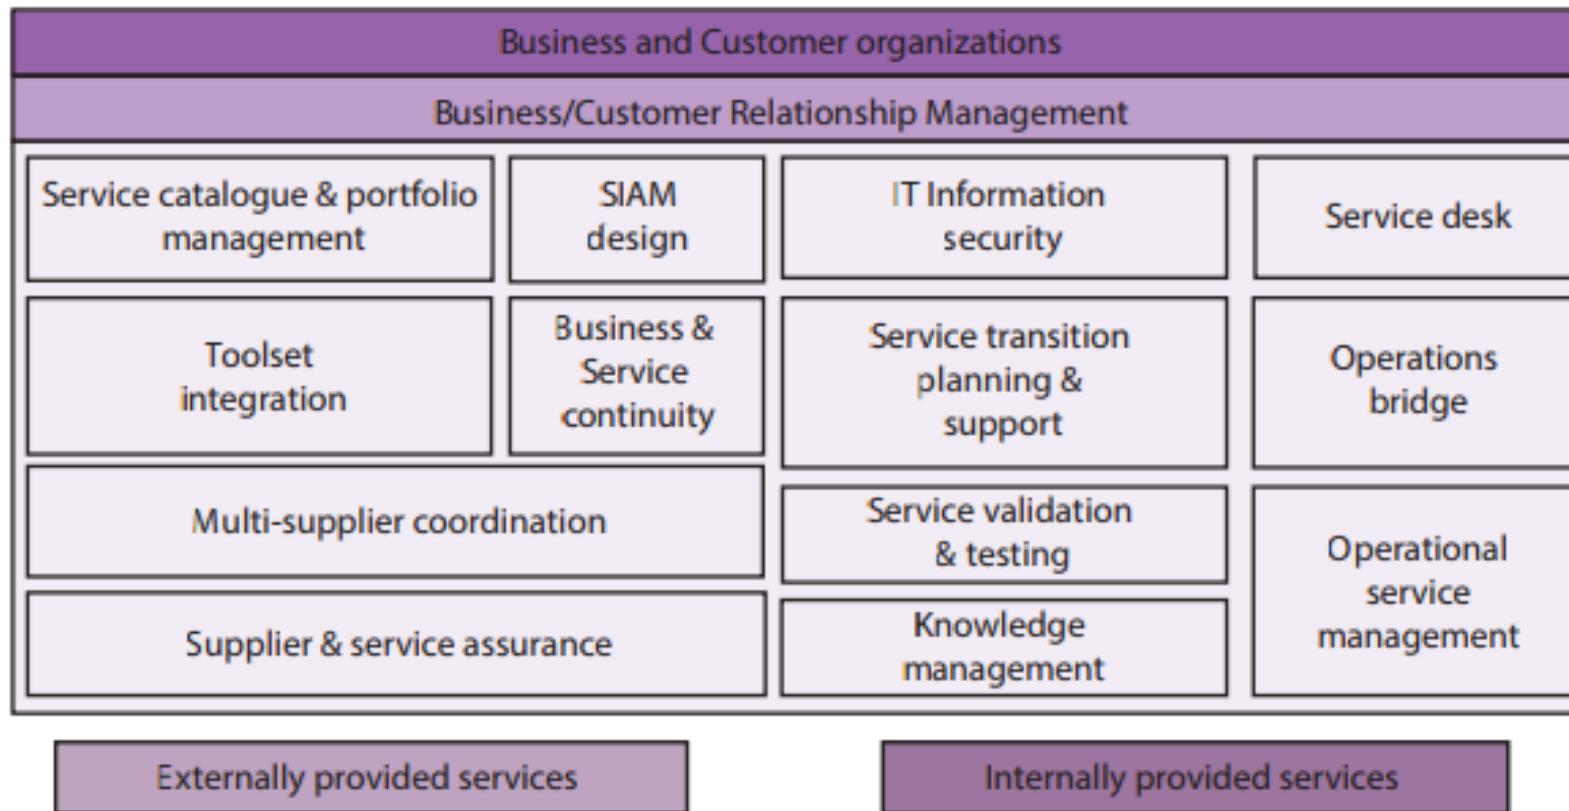 Business and Customer organizations
Business/Customer Relationship Management
Service catalogue & portfolio
management
SIAM
design
IT Information
security
Service desk
Toolset
integration
Business &
Service
continuity
Service transition
planning &
support
Operations
bridge
Multi-supplier coordination
Service validation
& testing
Operational
service
management
Supplier & service assurance
Knowledge
management
Externally provided services
Internally provided services